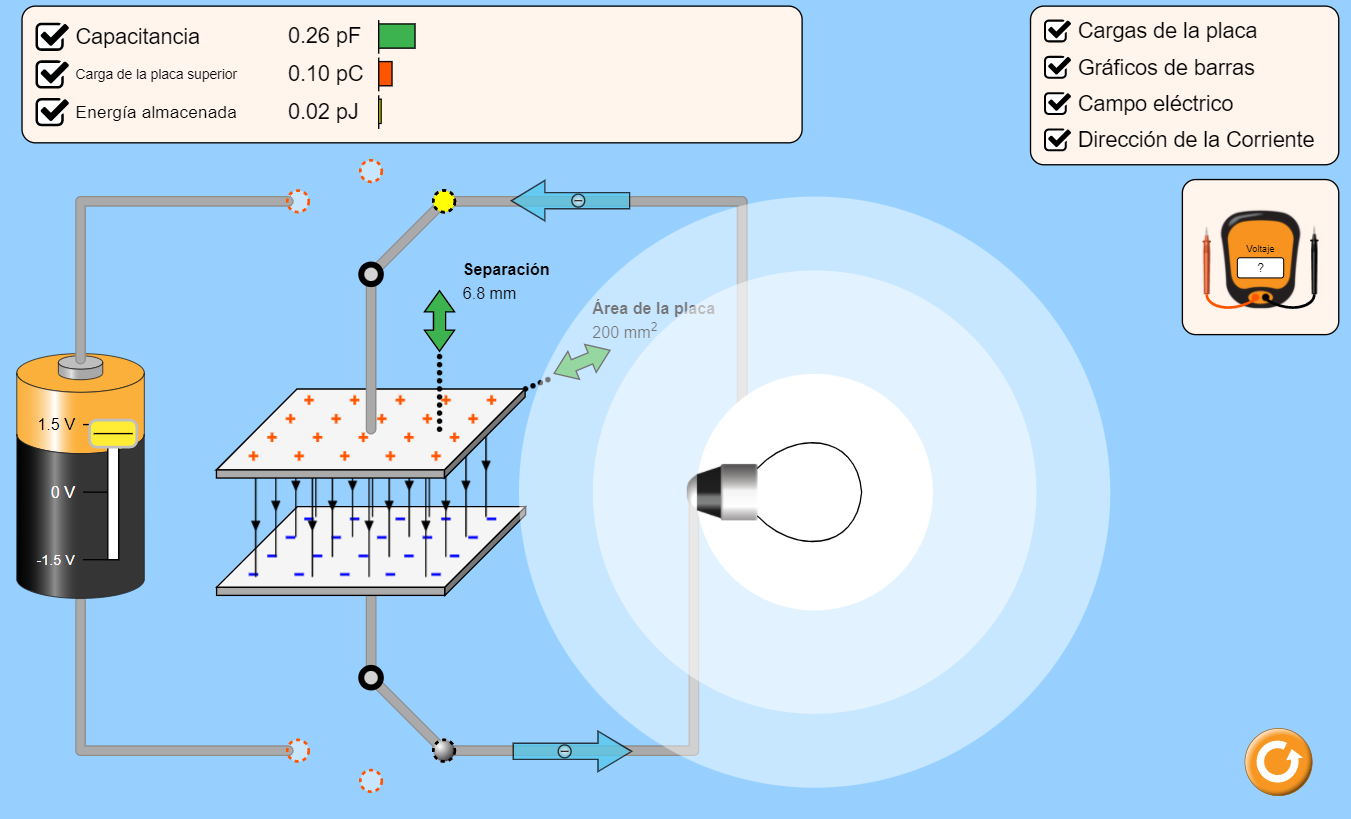 Capacitancia 0.26 pF
Carga de la placa superior 0.10 pC
Energía almacenada 0.02 pJ
Cargas de la placa
Gráficos de barras
Campo eléctrico
Dirección de la Corriente
Voltaje
?
Separación
6.8 mm
Área de la placa
200 mm²
1.5 V
0 V
-1.5 V